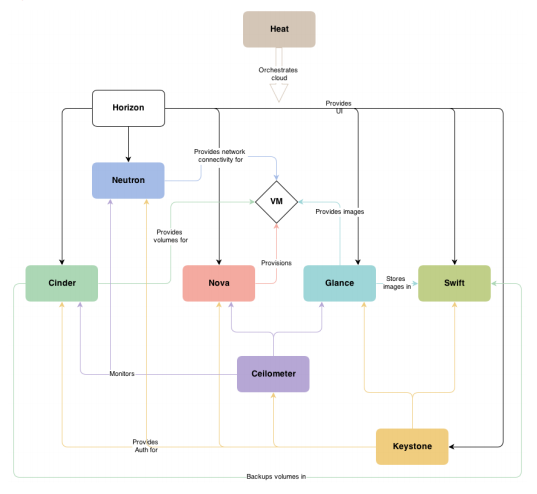 Heat
Orchestrates
cloud
Horizon
Provides
UI
Provides network
connectivity for
Neutron
VM
Provides images
Provides
volumes for
Provisions
Cinder
Nova
Glance
Stores
images in
Swift
Monitors
Ceilometer
Provides
Auth for
Keystone
Backups volumes in